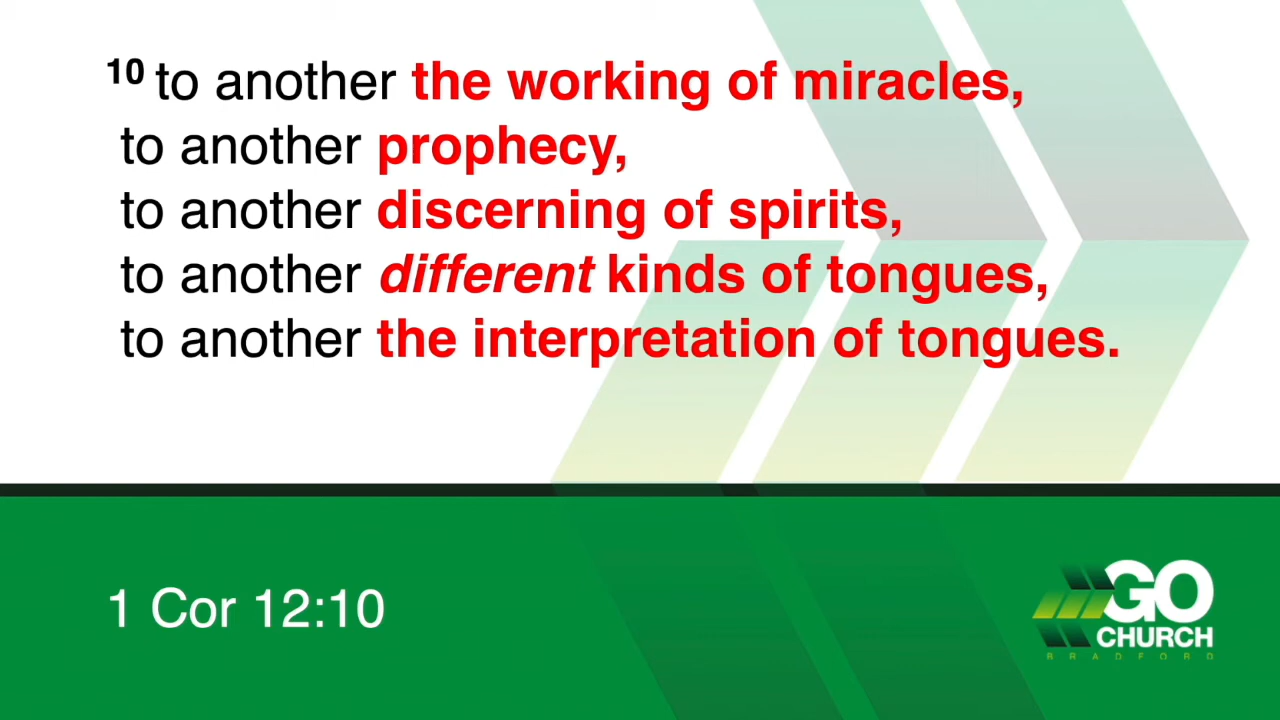 10 to another the working of miracles,
to another prophecy,
to another discerning of spirits,
to another different kinds of tongues,
to another the interpretation of tongues.
1 Cor 12:10
GO
CHURCH
BRADFORD